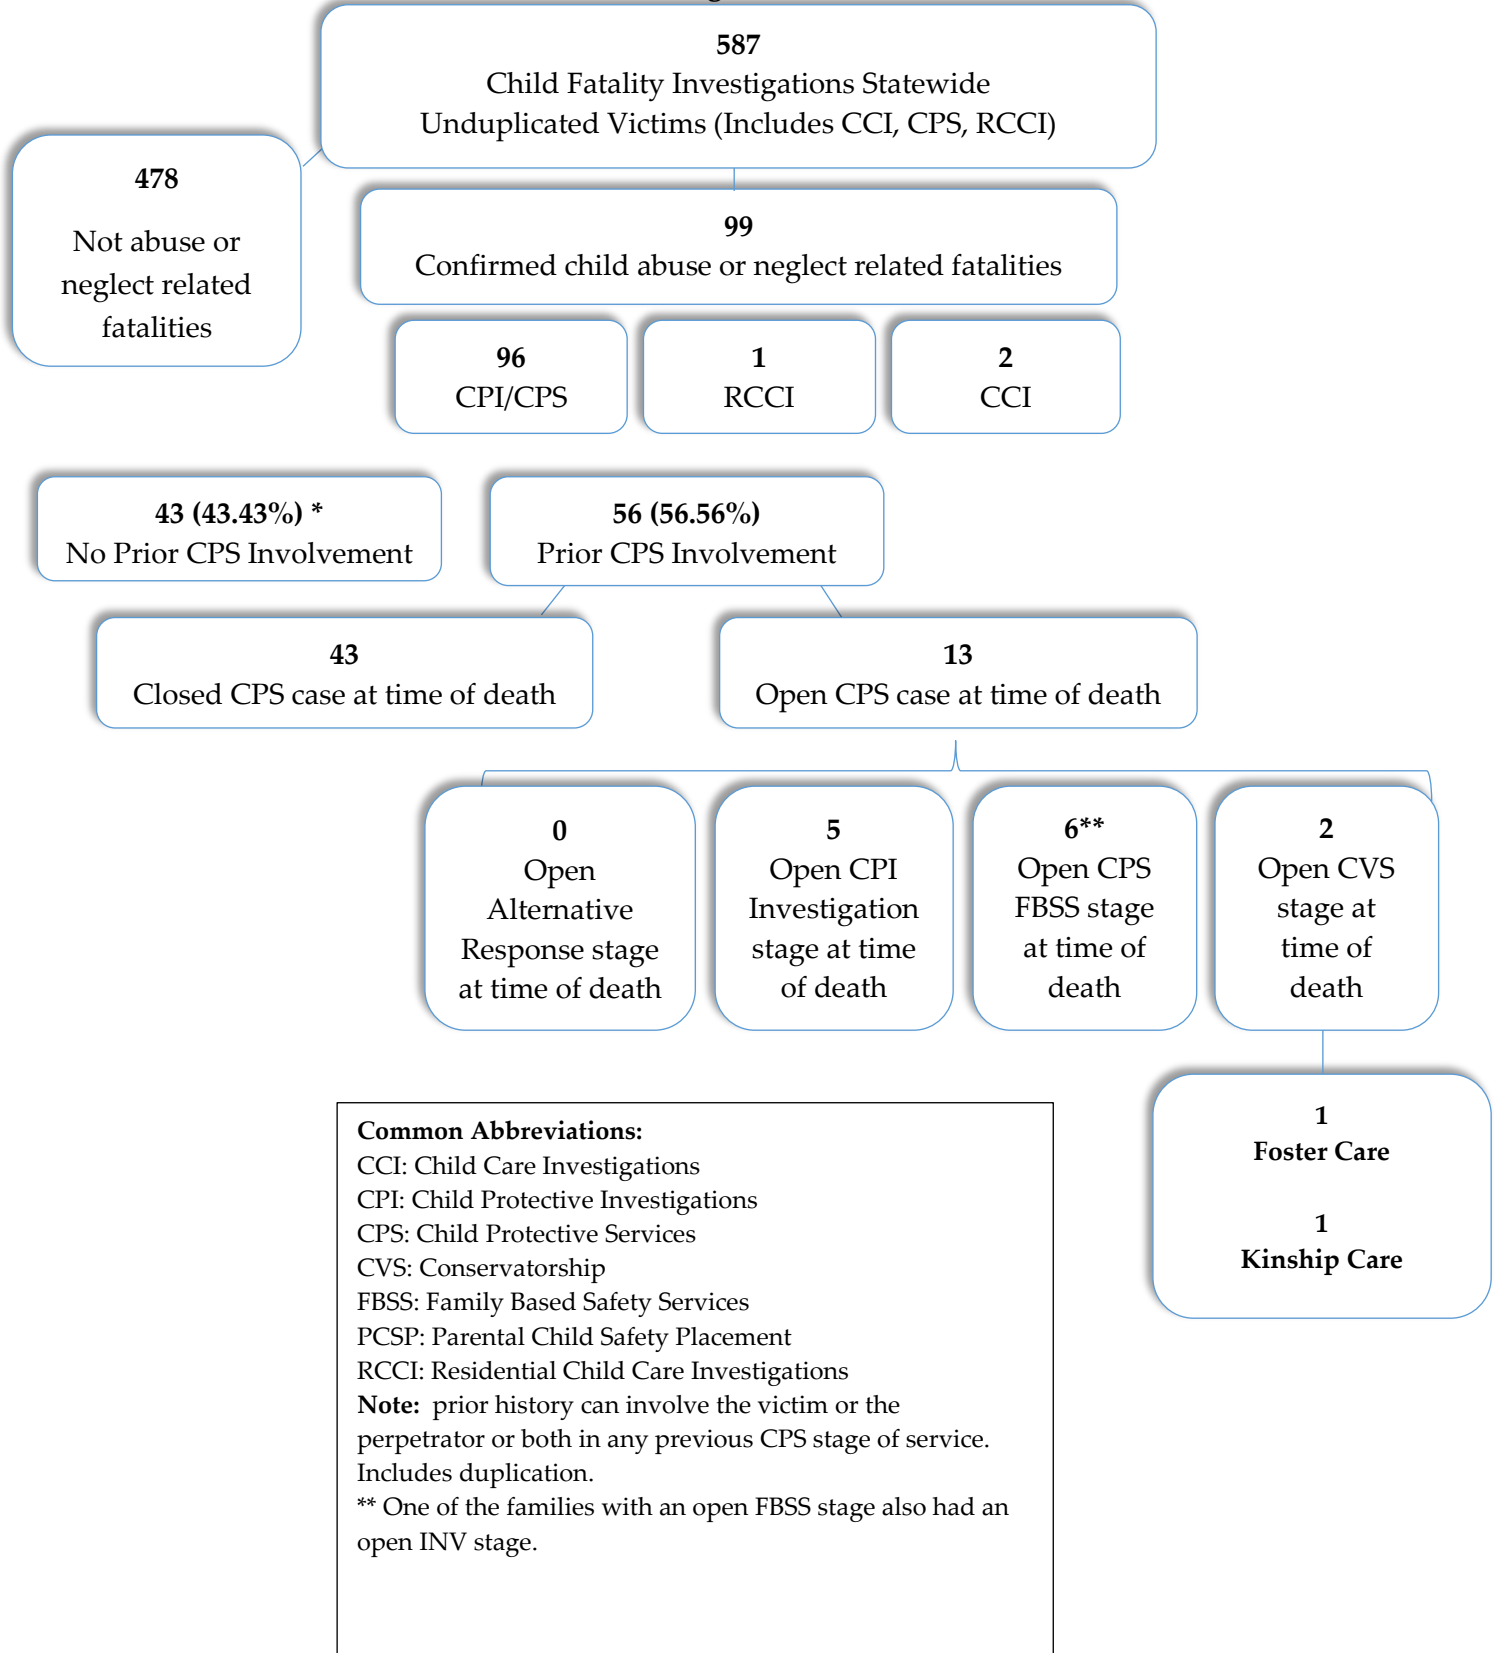 587
Child Fatality Investigations Statewide
Unduplicated Victims (Includes CCI, CPS, RCCI)
478
Not abuse or
neglect related
fatalities
99
Confirmed child abuse or neglect related fatalities
96
CPI/CPS
1
RCCI
2
CCI
43 (43.43%) *
No Prior CPS Involvement
56 (56.56%)
Prior CPS Involvement
43
Closed CPS case at time of death
13
Open CPS case at time of death
0
Open
Alternative
Response stage
at time of death
5
Open CPI
Investigation
stage at time
of death
6**
Open CPS
FBSS stage
at time of
death
2
Open CVS
stage at
time of
death
1
Foster Care
1
Kinship Care
Common Abbreviations:
CCI: Child Care Investigations
CPI: Child Protective Investigations
CPS: Child Protective Services
CVS: Conservatorship
FBSS: Family Based Safety Services
PCSP: Parental Child Safety Placement
RCCI: Residential Child Care Investigations
Note:  prior history can involve the victim or the
perpetrator or both in any previous CPS stage of service.
Includes duplication.
** One of the families with an open FBSS stage also had an
open INV stage.